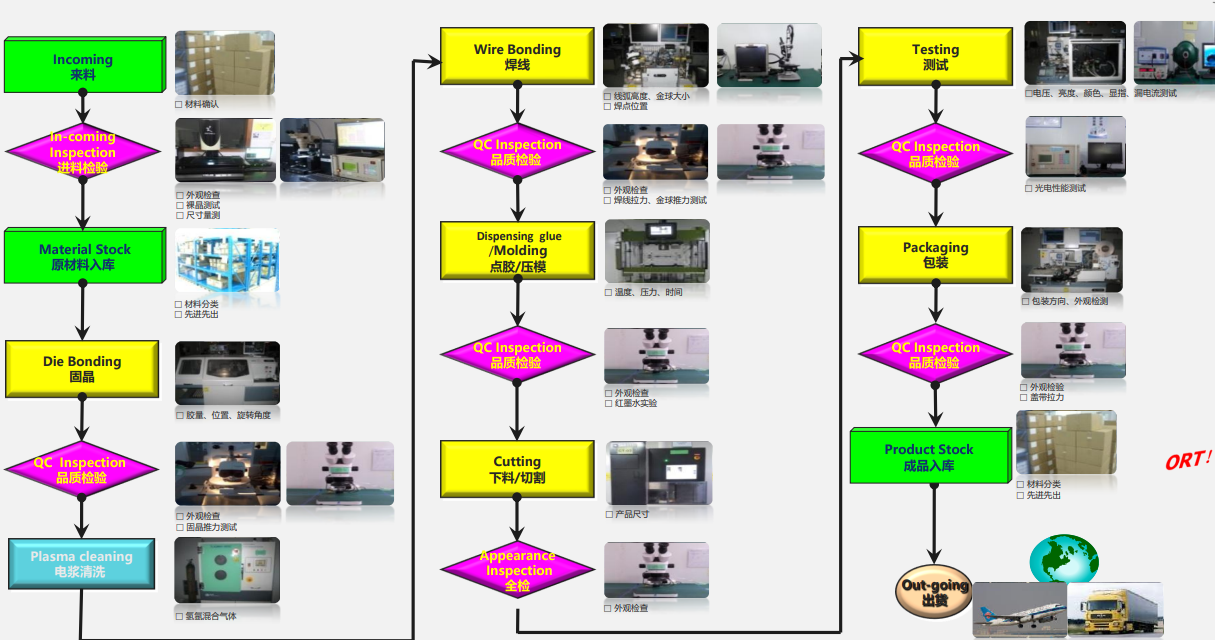 Incoming
来料
□ 材料确认
In-coming
Inspection
进料检验
□ 外观检查
□ 裸晶测试
□ 尺寸量测
Material Stock
原材料入库
□ 材料分类
□ 先进先出
Die Bonding
固晶
□ 胶量、位置、旋转角度
QC Inspection
品质检验
□ 外观检查
□ 固晶推力测试
Plasma cleaning
电浆清洗
□ 氢氩混合气体
Wire Bonding
焊线
□ 线弧高度、金球大小
□ 焊点位置
QC Inspection
品质检验
□ 外观检查
□ 焊线拉力、金球推力测试
Dispensing glue
/Molding
点胶/压模
□ 温度、压力、时间
QC Inspection
品质检验
□ 外观检查
□ 红墨水实验
Cutting
下料/切割
□ 产品尺寸
Appearance
Inspection
全检
□ 外观检查
Testing
测试
□电压、亮度、颜色、显指、漏电流测试
QC Inspection
品质检验
□ 光电性能测试
Packaging
包装
□ 包装方向、外观检测
QC Inspection
品质检验
□ 外观检验
□ 盖带拉力
Product Stock
成品入库
□ 材料分类
□ 先进先出
ORT!
Out-going
出货